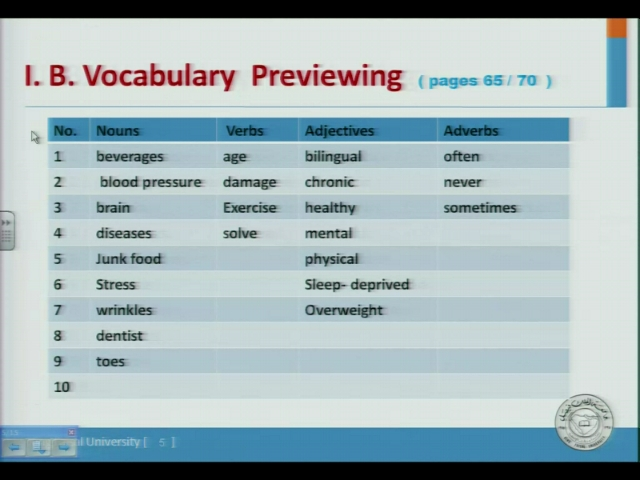 I. B. Vocabulary Previewing ( pages 65 / 70 )
No. Nouns Verbs Adjectives Adverbs
1 beverages age bilingual often
2 blood pressure damage chronic never
3 brain Exercise healthy sometimes
4 diseases solve mental
5 Junk food physical
6 Stress Sleep- deprived
7 wrinkles Overweight
8 dentist
9 toes
10
University [ 5 ]